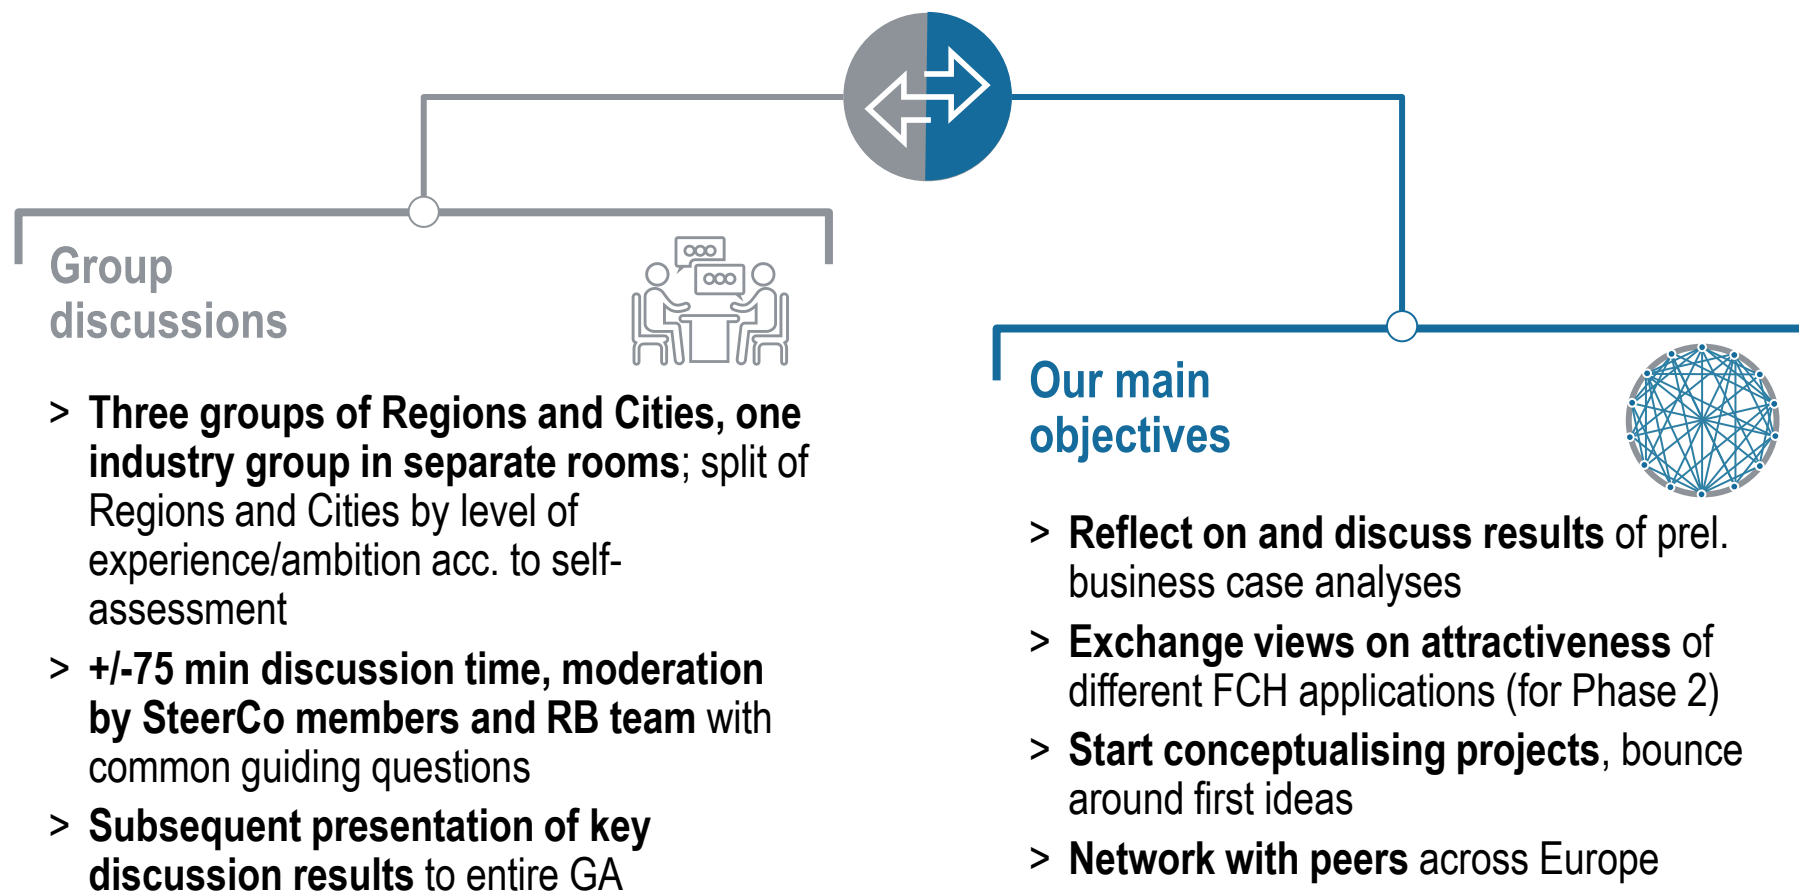 Group
discussions
> Three groups of Regions and Cities, one
industry group in separate rooms; split of
Regions and Cities by level of
experience/ambition acc. to self-
assessment
> +/-75 min discussion time, moderation
by SteerCo members and RB team with
common guiding questions
> Subsequent presentation of key
discussion results to entire GA
Our main
objectives
> Reflect on and discuss results of prel.
business case analyses
> Exchange views on attractiveness of
different FCH applications (for Phase 2)
> Start conceptualising projects, bounce
around first ideas
> Network with peers across Europe